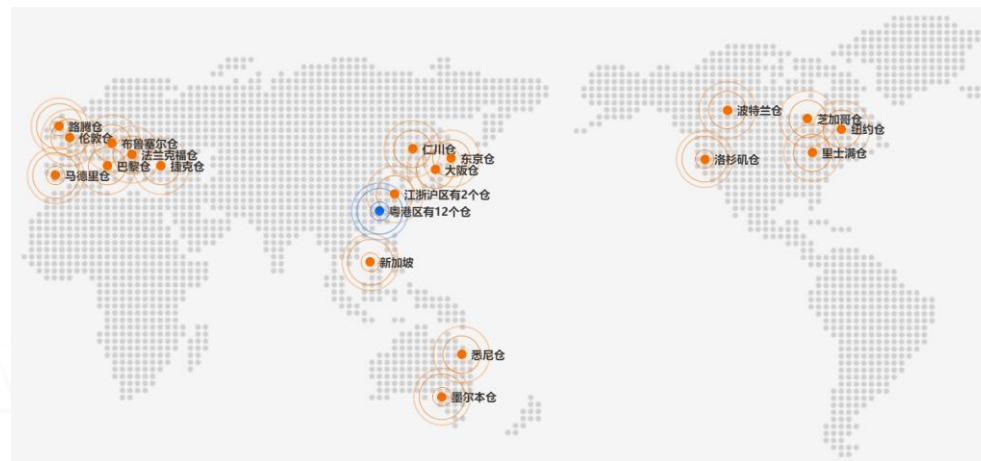 路腾仓
伦敦仓
布鲁塞尔仓
法兰克福仓
巴黎仓
捷克仓
马德里仓
仁川仓
东京仓
大阪仓
江浙沪区有2个仓
粤港区有12个仓
新加坡
悉尼仓
墨尔本仓
波特兰仓
芝加哥仓
纽约仓
洛杉矶仓
里士满仓